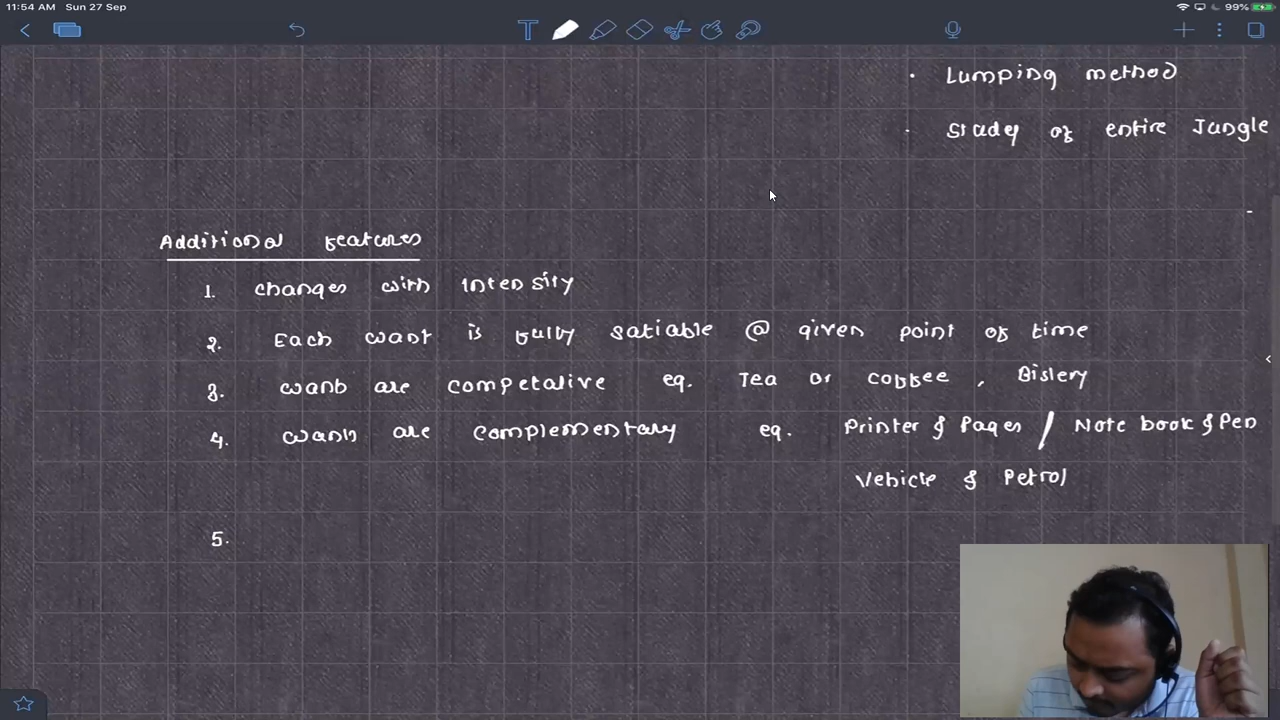 11:54 AM Sun 27 Sep
99%
T
· Lumping method
· Study of entire Jungle
Additional features
1. changes with intensity
2. Each want is fully satiable @ given point of time
3. wants are competative eg. Tea or coffee , Bislery
4. wants are complementary eg. Printer & Pages / Note book & Pen
Vehicle & Petrol
5.